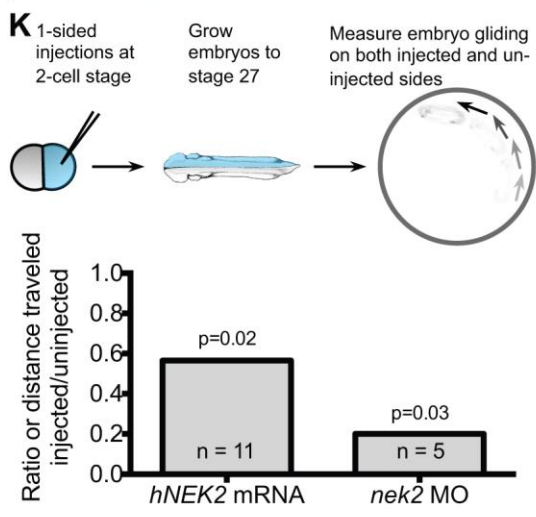 K
1-sided
injections at
2-cell stage
Grow
embryos to
stage 27
Measure embryo gliding
on both injected and un-
injected sides
Ratio or distance traveled
injected/uninjected
1.0
0.8
0.6
0.4
0.2
0.0
p=0.02
n = 11
p=0.03
n = 5
hNEK2 mRNA
nek2 MO